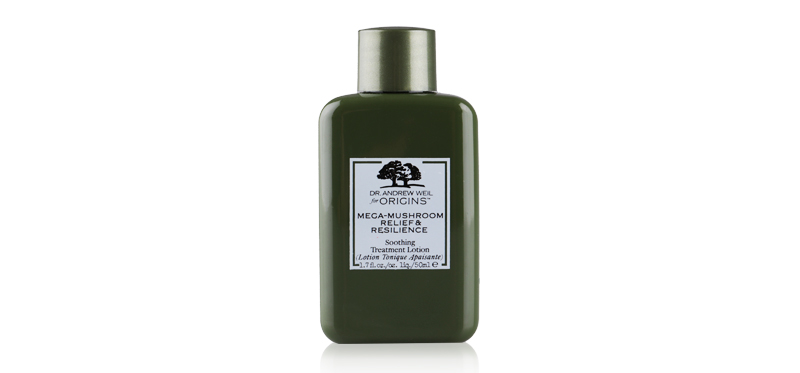 DR. ANDREW WEIL
for ORIGINS™
MEGA-MUSHROOM
RELIEF &
RESILIENCE
Soothing
Treatment Lotion
(Lotion Tonique Apaisante)
1.7 fl.oz./oz. liq./50ml ℮